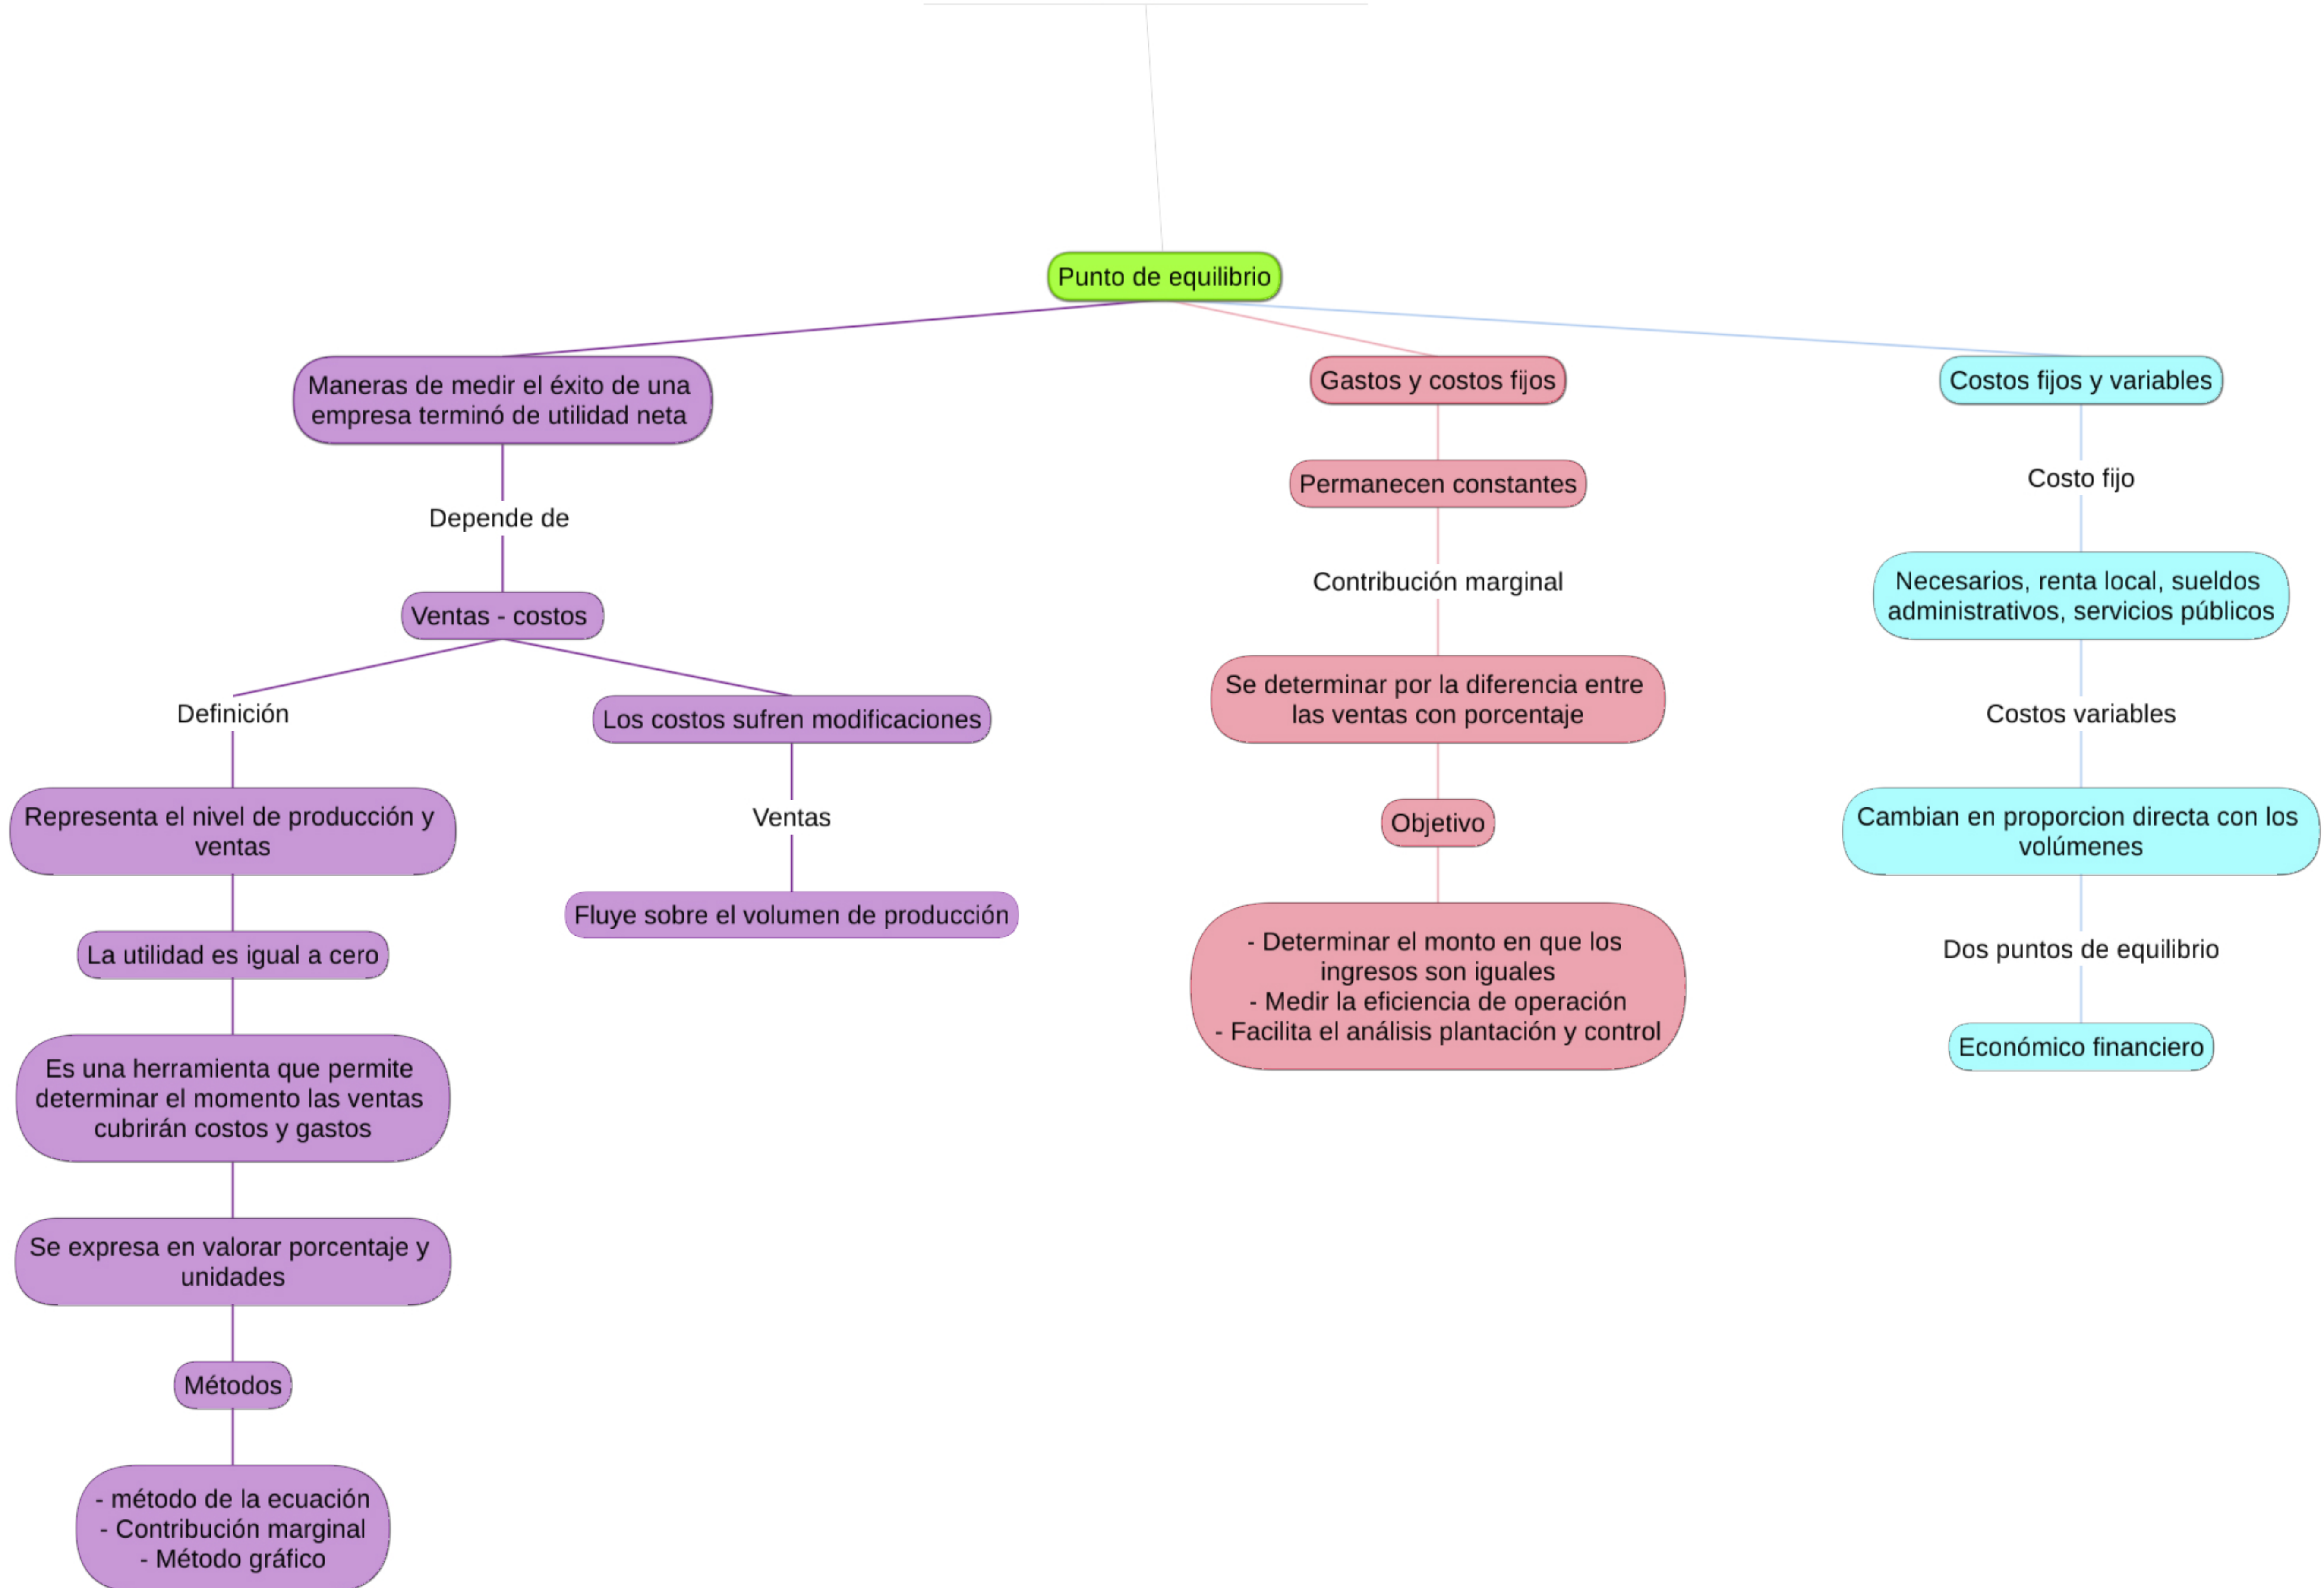 Punto de equilibrio
Maneras de medir el éxito de una
empresa terminó de utilidad neta
Depende de
Ventas - costos
Definición
Representa el nivel de producción y
ventas
La utilidad es igual a cero
Es una herramienta que permite
determinar el momento las ventas
cubrirán costos y gastos
Se expresa en valorar porcentaje y
unidades
Métodos
- método de la ecuación
- Contribución marginal
- Método gráfico
Los costos sufren modificaciones
Ventas
Fluye sobre el volumen de producción
Gastos y costos fijos
Permanecen constantes
Contribución marginal
Se determinar por la diferencia entre
las ventas con porcentaje
Objetivo
- Determinar el monto en que los
ingresos son iguales
- Medir la eficiencia de operación
- Facilita el análisis plantación y control
Costos fijos y variables
Costo fijo
Necesarios, renta local, sueldos
administrativos, servicios públicos
Costos variables
Cambian en proporcion directa con los
volúmenes
Dos puntos de equilibrio
Económico financiero